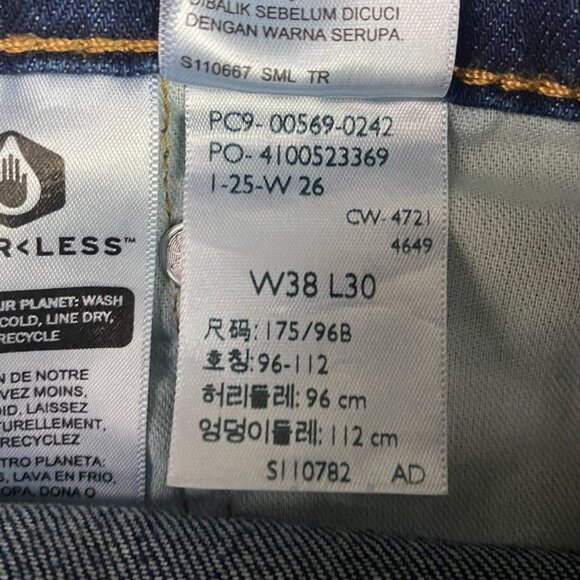 DIBALIK SEBELUM DICUCI
DENGAN WARNA SERUPA.
S110667 SML TR
PC9- 00569-0242
PO- 4100523369
1-25-W 26
CW- 4721
4649
W38 L30
尺码: 175/96B
호칭: 96-112
허리둘레: 96 cm
엉덩이둘레: 112 cm
S110782 AD
R<LESS™
UR PLANET: WASH
COLD, LINE DRY,
RECYCLE
N DE NOTRE
VEZ MOINS,
OID, LAISSEZ
TURELLEMENT,
RECYCLEZ
TRO PLANETA:
S, LAVA EN FRIO,
OPA, DONA O